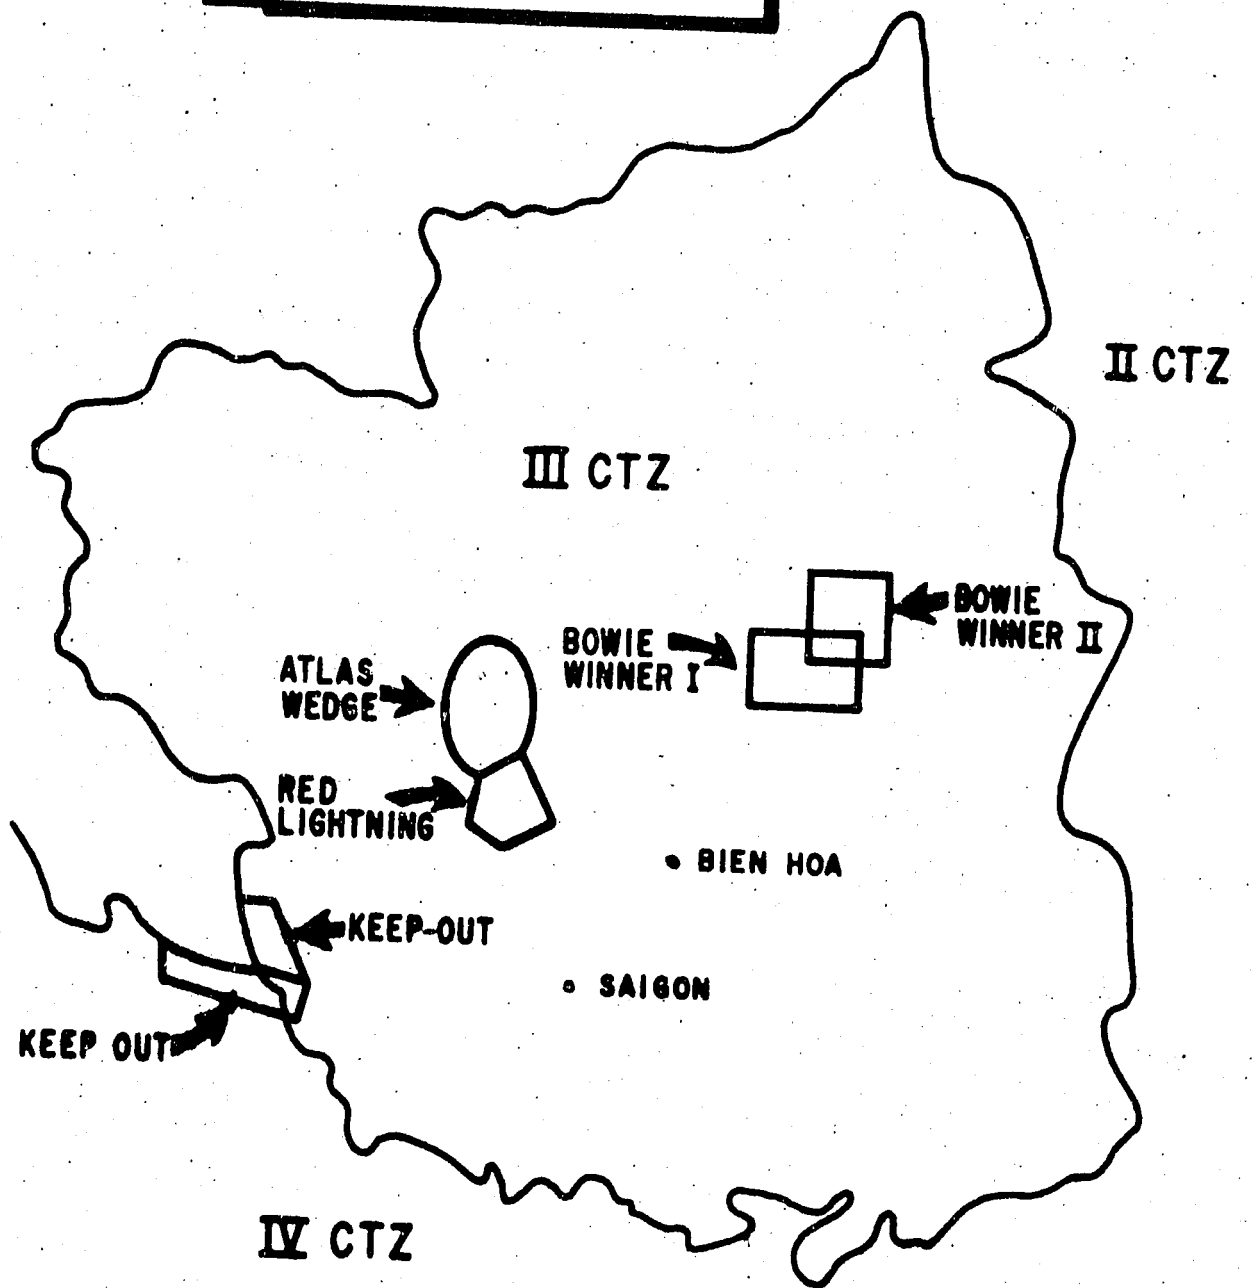 II CTZ
III CTZ
BOWIE
WINNER II
BOWIE
WINNER I
ATLAS
WEDGE
RED
LIGHTNING
BIEN HOA
KEEP-OUT
SAIGON
KEEP OUT
IV CTZ